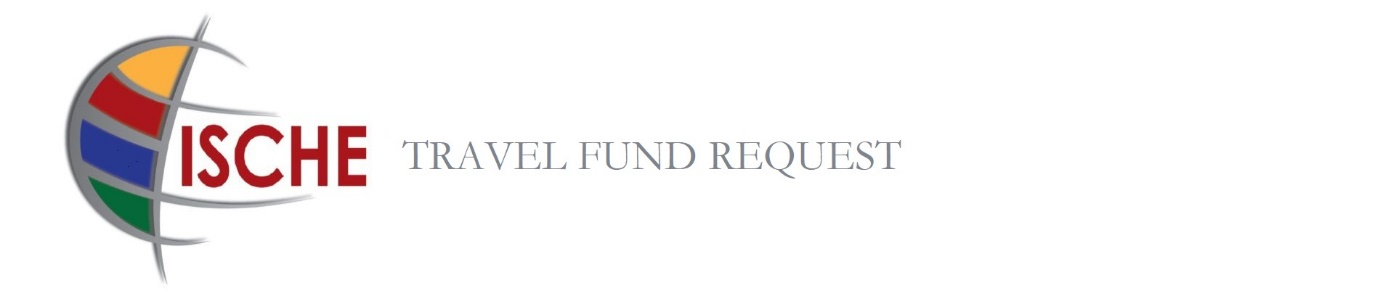 ISCHE
TRAVEL FUND REQUEST